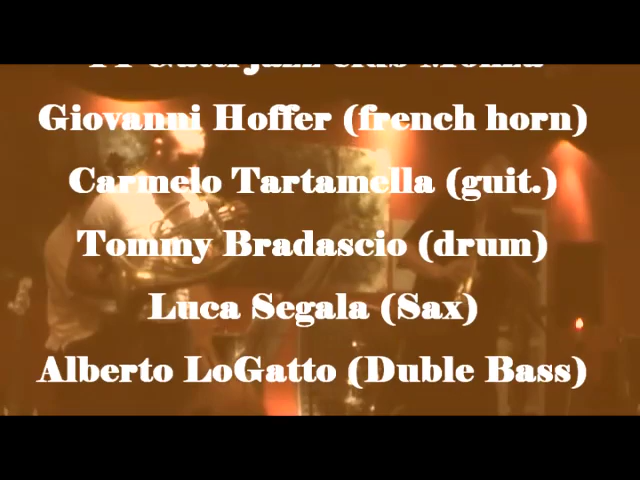 Giovanni Hoffer (french horn)
Carmelo Tartamella (guit.)
Tommy Bradascio (drum)
Luca Segala (Sax)
Alberto LoGatto (Duble Bass)